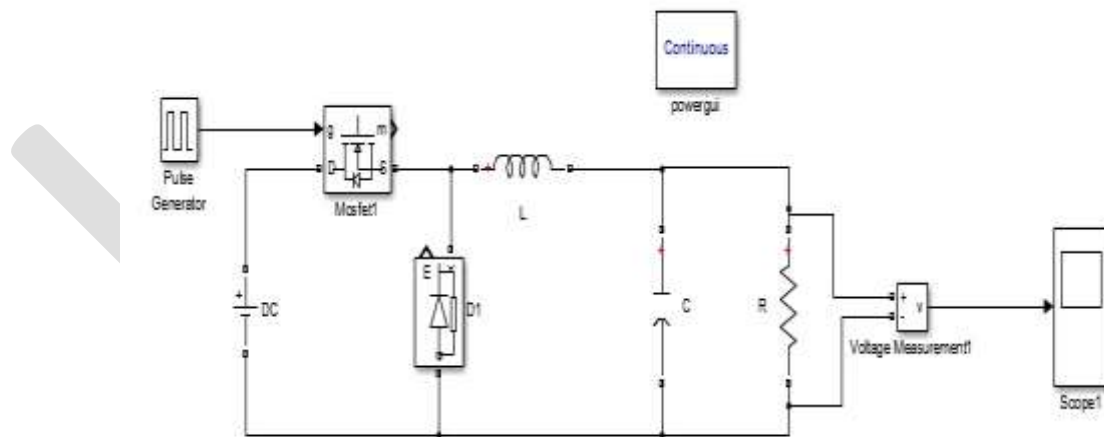 Continuous
powergui
g
m
D
S
Pulse
Generator
Mosfet1
L
+
DC
E
D1
C
R
+
-
v
Voltage Measurement1
Scope1